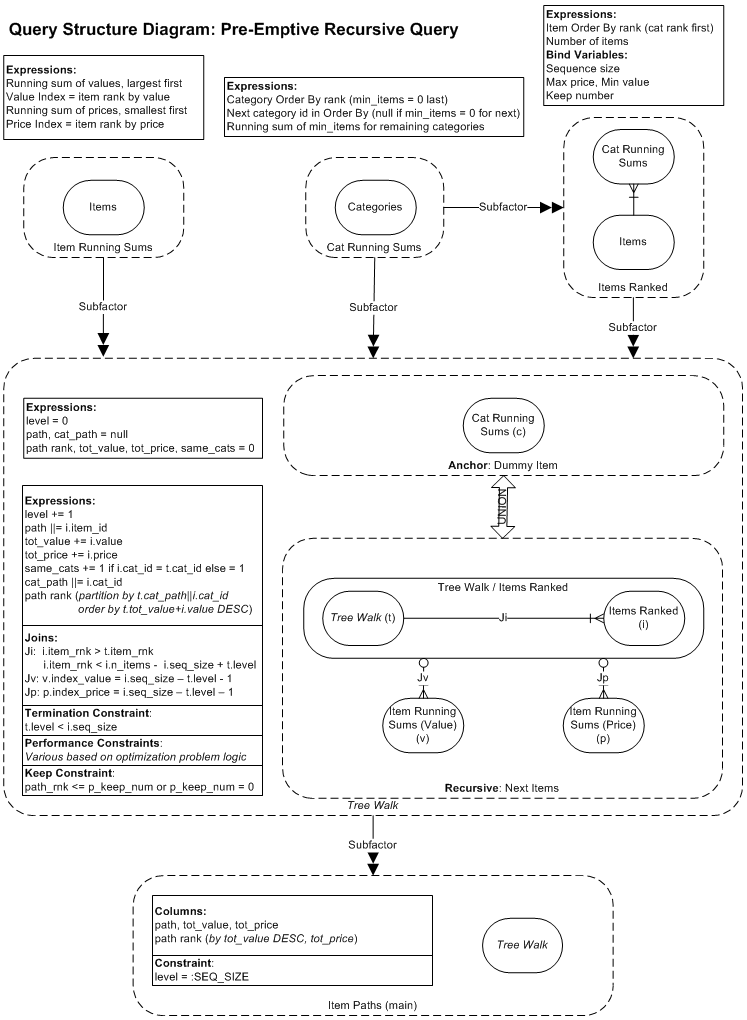 Query Structure Diagram: Pre-Emptive Recursive Query
Expressions:
Item Order By rank (cat rank first)
Number of items
Bind Variables:
Sequence size
Max price, Min value
Keep number
Expressions:
Running sum of values, largest first
Value Index = item rank by value
Running sum of prices, smallest first
Price Index = item rank by price
Expressions:
Category Order By rank (min_items = 0 last)
Next category id in Order By (null if min_items = 0 for next)
Running sum of min_items for remaining categories
Items
Item Running Sums
Categories
Cat Running Sums
Subfactor
Cat Running
Sums
Items
Items Ranked
Subfactor
Subfactor
Subfactor
Expressions:
level = 0
path, cat_path = null
path rank, tot_value, tot_price, same_cats = 0
Cat Running
Sums (c)
Anchor: Dummy Item
UNION
Expressions:
level += 1
path ||= i.item_id
tot_value += i.value
tot_price += i.price
same_cats += 1 if i.cat_id = t.cat_id else = 1
cat_path ||= i.cat_id
path rank (partition by t.cat_path||i.cat_id
order by t.tot_value+i.value DESC)
Joins:
Ji:  i.item_rnk > t.item_rnk
i.item_rnk < i.n_items -  i.seq_size + t.level
Jv: v.index_value = i.seq_size – t.level - 1
Jp: p.index_price = i.seq_size – t.level – 1
Termination Constraint:
t.level < i.seq_size
Performance Constraints:
Various based on optimization problem logic
Keep Constraint:
path_rnk <= p_keep_num or p_keep_num = 0
Tree Walk / Items Ranked
Tree Walk (t)
Ji
Items Ranked
(i)
Jv
Jp
Item Running
Sums (Value)
(v)
Item Running
Sums (Price)
(p)
Recursive: Next Items
Tree Walk
Subfactor
Columns:
path, tot_value, tot_price
path rank (by tot_value DESC, tot_price)
Constraint:
level = :SEQ_SIZE
Tree Walk
Item Paths (main)